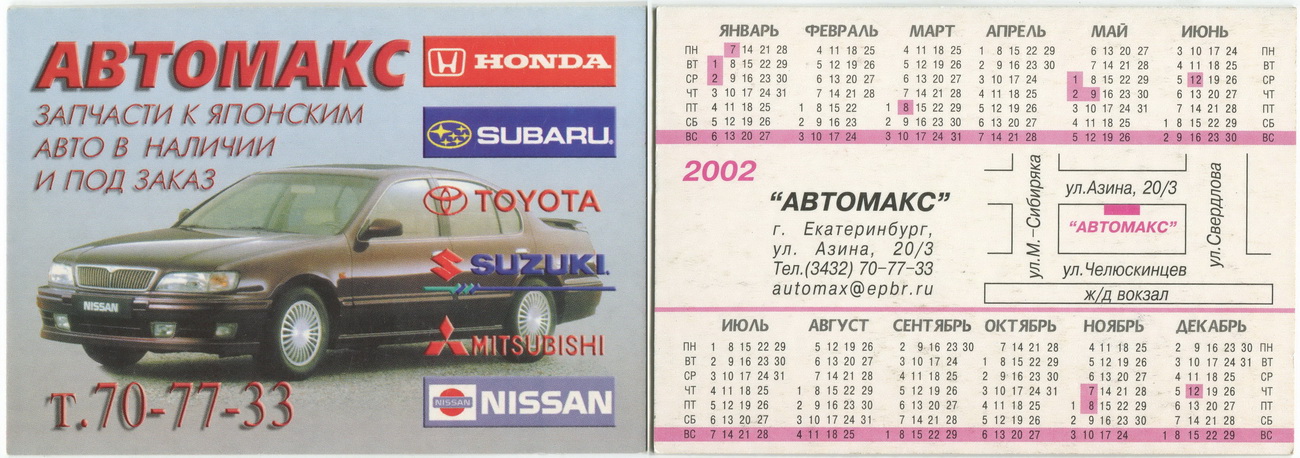 АВТОМАКС
ЗАПЧАСТИ К ЯПОНСКИМ
АВТО В НАЛИЧИИ
И ПОД ЗАКАЗ
HONDA
SUBARU
TOYOTA
SUZUKI
MITSUBISHI
NISSAN
NISSAN
NISSAN
т.70-77-33
ЯНВАРЬ ФЕВРАЛЬ МАРТ АПРЕЛЬ МАЙ ИЮНЬ
ПН 7 14 21 28 4 11 18 25 4 11 18 25 1 8 15 22 29 6 13 20 27 3 10 17 24 ПН
ВТ 1 8 15 22 29 5 12 19 26 5 12 19 26 2 9 16 23 30 7 14 21 28 4 11 18 25 ВТ
СР 2 9 16 23 30 6 13 20 27 6 13 20 27 3 10 17 24 1 8 15 22 29 5 12 19 26 СР
ЧТ 3 10 17 24 31 7 14 21 28 7 14 21 28 4 11 18 25 2 9 16 23 30 6 13 20 27 ЧТ
ПТ 4 11 18 25 1 8 15 22 1 8 15 22 29 5 12 19 26 3 10 17 24 31 7 14 21 28 ПТ
СБ 5 12 19 26 2 9 16 23 2 9 16 23 30 6 13 20 27 4 11 18 25 1 8 15 22 29 СБ
ВС 6 13 20 27 3 10 17 24 3 10 17 24 31 7 14 21 28 5 12 19 26 2 9 16 23 30 ВС
2002
“АВТОМАКС”
г. Екатеринбург,
ул. Азина, 20/3
Тел.(3432) 70-77-33
automax@epbr.ru
ул.М.-Сибиряка
ул.Азина, 20/3
“АВТОМАКС”
ул.Свердлова
ул.Челюскинцев
ж/д вокзал
ИЮЛЬ АВГУСТ СЕНТЯБРЬ ОКТЯБРЬ НОЯБРЬ ДЕКАБРЬ
ПН 1 8 15 22 29 5 12 19 26 2 9 16 23 30 7 14 21 28 4 11 18 25 2 9 16 23 30 ПН
ВТ 2 9 16 23 30 6 13 20 27 3 10 17 24 1 8 15 22 29 5 12 19 26 3 10 17 24 31 ВТ
СР 3 10 17 24 31 7 14 21 28 4 11 18 25 2 9 16 23 30 6 13 20 27 4 11 18 25 СР
ЧТ 4 11 18 25 1 8 15 22 29 5 12 19 26 3 10 17 24 31 7 14 21 28 5 12 19 26 ЧТ
ПТ 5 12 19 26 2 9 16 23 30 6 13 20 27 4 11 18 25 1 8 15 22 29 6 13 20 27 ПТ
СБ 6 13 20 27 3 10 17 24 31 7 14 21 28 5 12 19 26 2 9 16 23 30 7 14 21 28 СБ
ВС 7 14 21 28 4 11 18 25 1 8 15 22 29 6 13 20 27 3 10 17 24 1 8 15 22 29 ВС